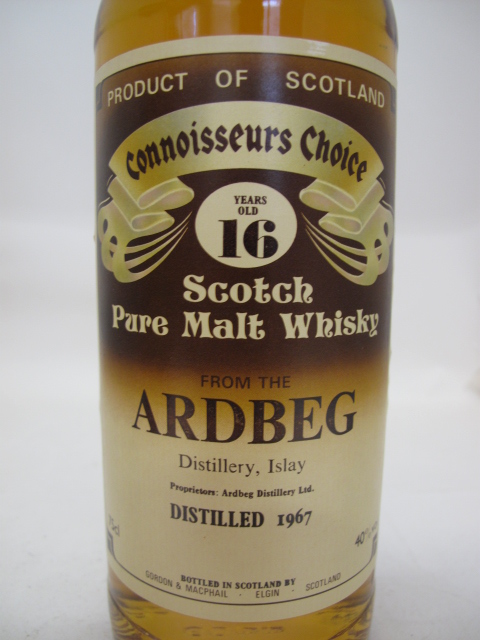 PRODUCT OF SCOTLAND
Connoisseurs Choice
YEARS
OLD
16
Scotch
Pure Malt Whisky
FROM THE
ARDBEG
Distillery, Islay
Proprietors: Ardbeg Distillery Ltd.
DISTILLED 1967
40%
BOTTLED IN SCOTLAND BY
GORDON & MACPHAIL · ELGIN · SCOTLAND